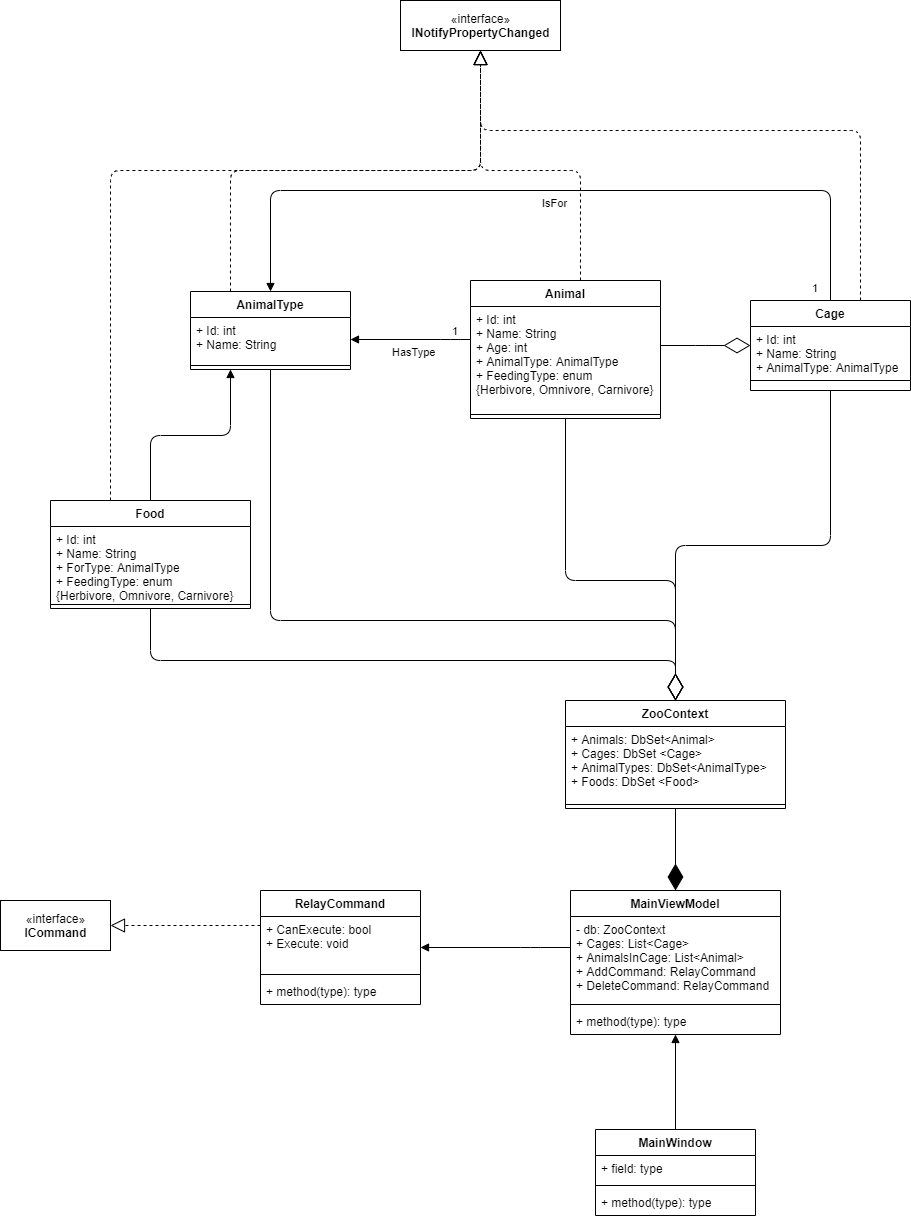 «interface»
INotifyPropertyChanged
IsFor
1
AnimalType
+ Id: int
+ Name: String
1
HasType
Animal
+ Id: int
+ Name: String
+ Age: int
+ AnimalType: AnimalType
+ FeedingType: enum
{Herbivore, Omnivore, Carnivore}
Cage
+ Id: int
+ Name: String
+ AnimalType: AnimalType
Food
+ Id: int
+ Name: String
+ ForType: AnimalType
+ FeedingType: enum
{Herbivore, Omnivore, Carnivore}
ZooContext
+ Animals: DbSet<Animal>
+ Cages: DbSet <Cage>
+ AnimalTypes: DbSet<AnimalType>
+ Foods: DbSet <Food>
«interface»
ICommand
RelayCommand
+ CanExecute: bool
+ Execute: void
+ method(type): type
MainViewModel
- db: ZooContext
+ Cages: List<Cage>
+ AnimalsInCage: List<Animal>
+ AddCommand: RelayCommand
+ DeleteCommand: RelayCommand
+ method(type): type
MainWindow
+ field: type
+ method(type): type